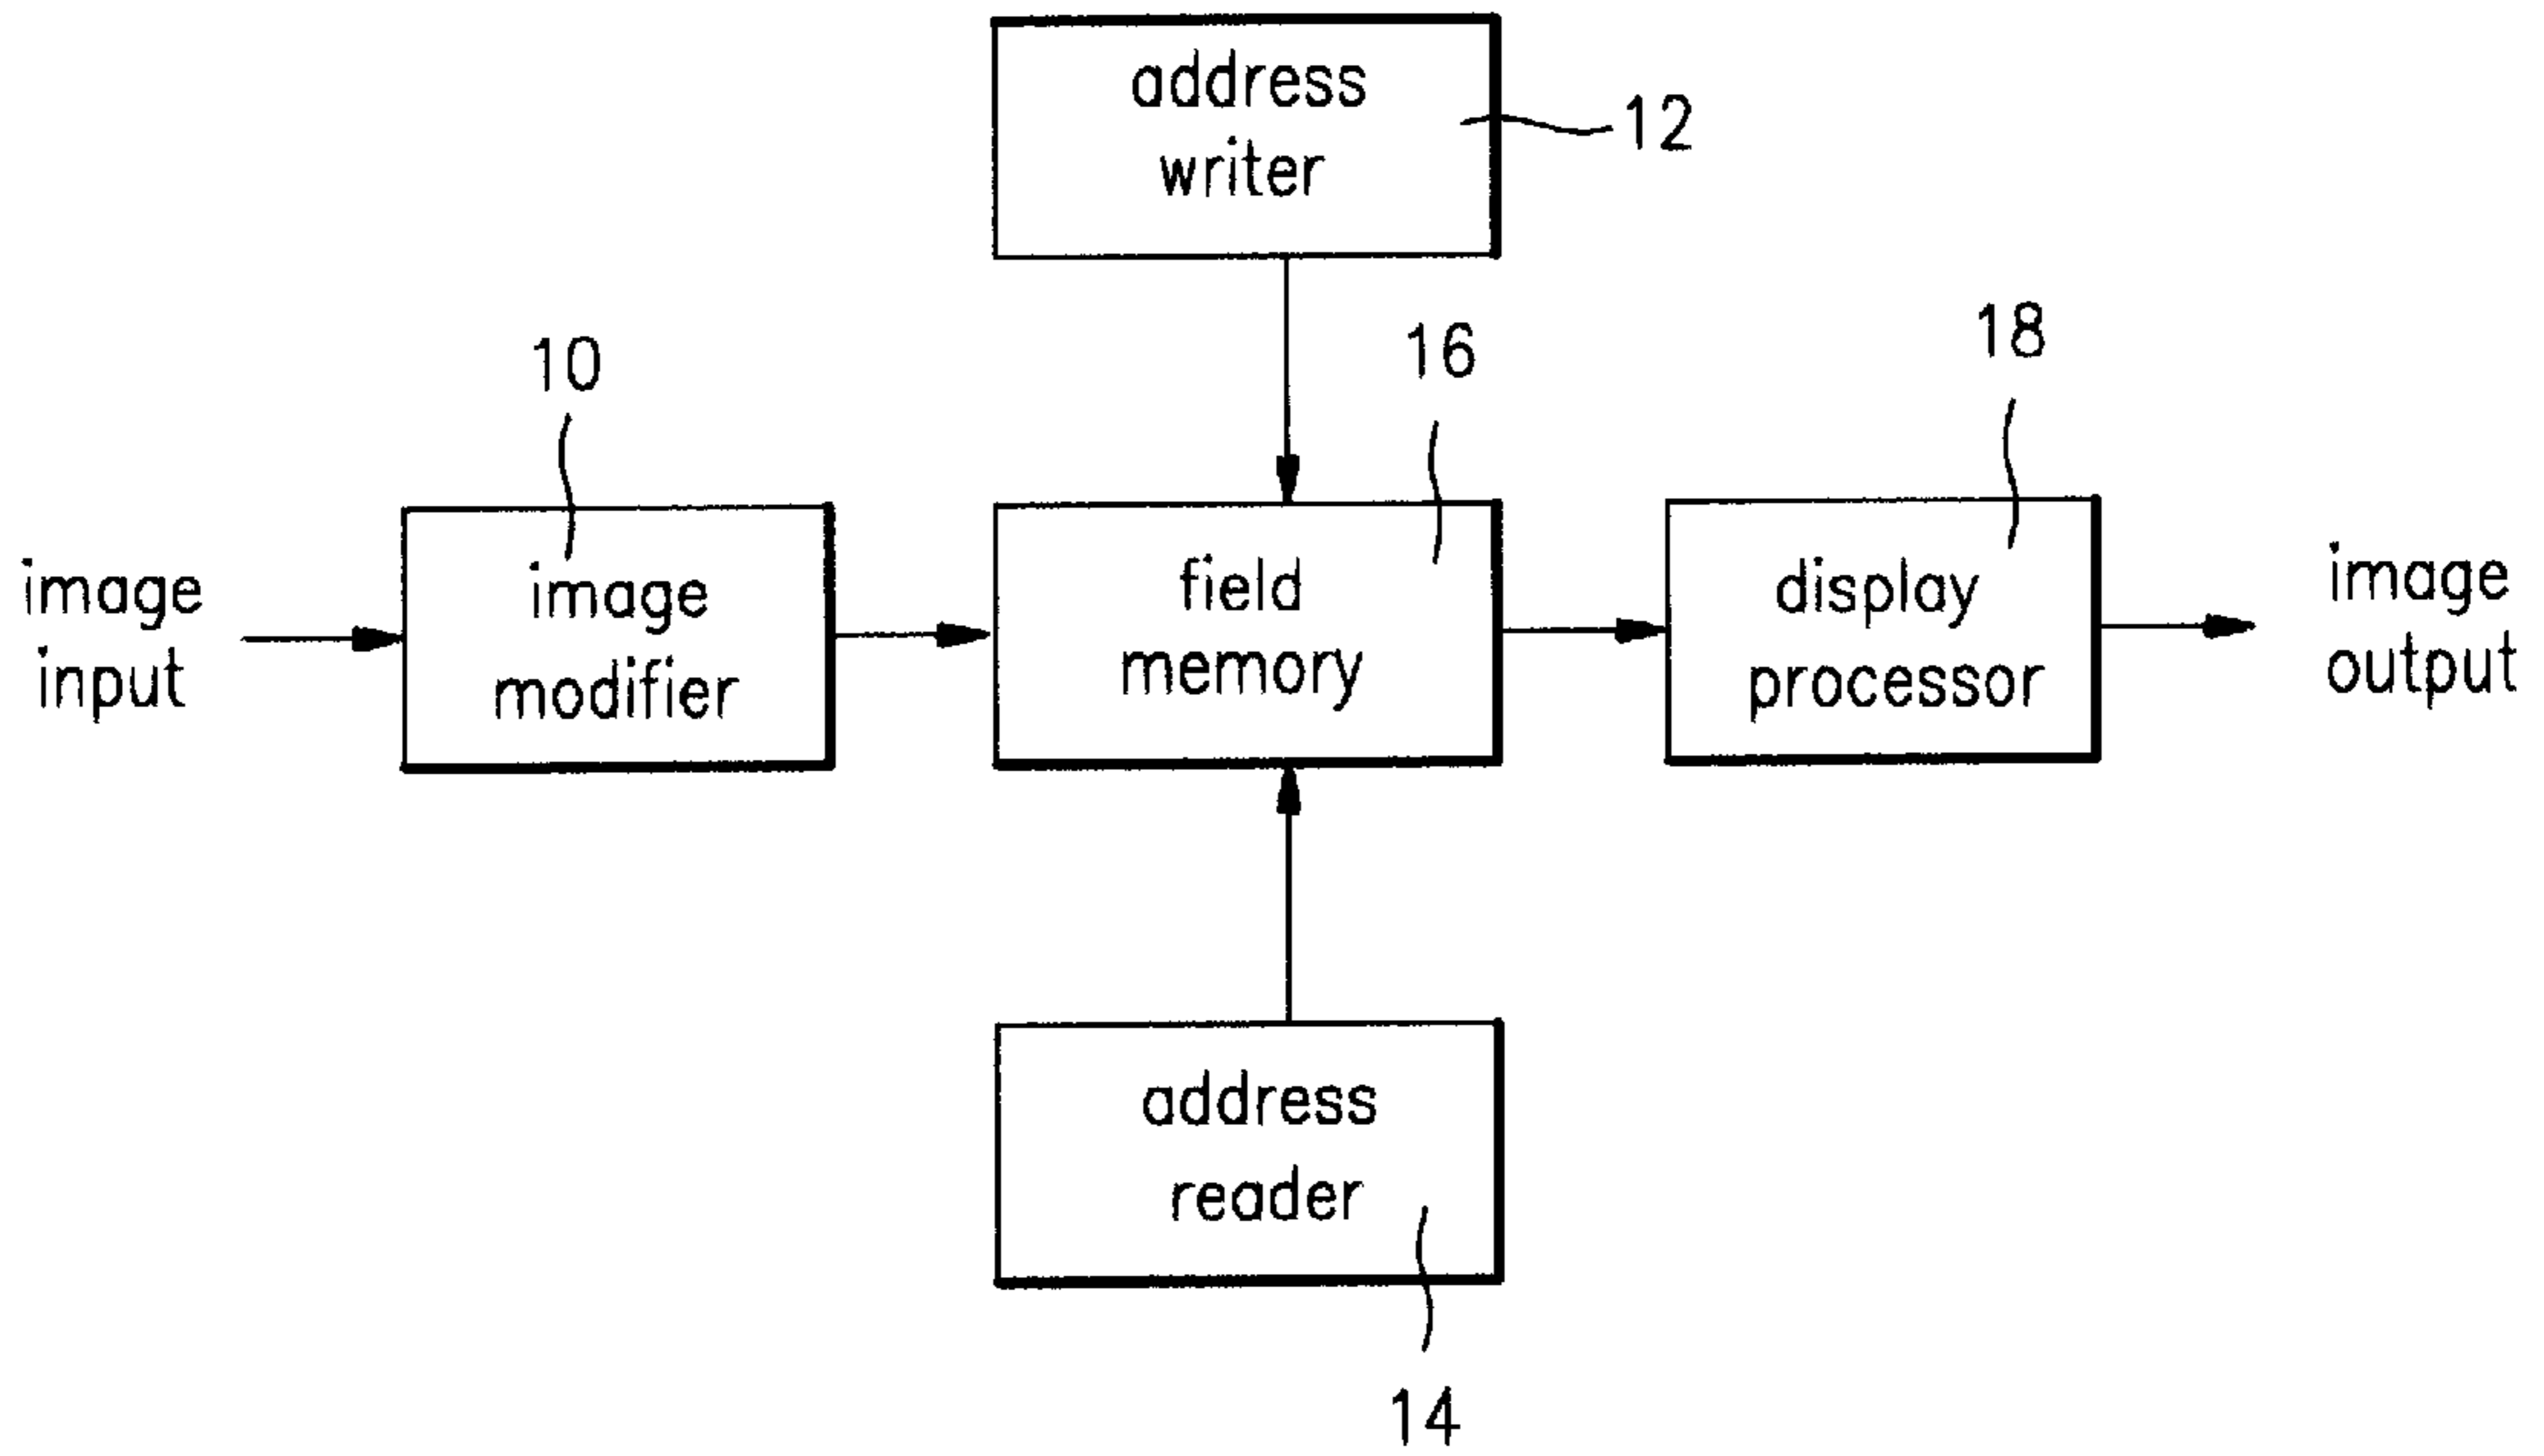 address
writer
12
10
16
18
image
input
image
modifier
field
memory
display
processor
image
output
address
reader
14